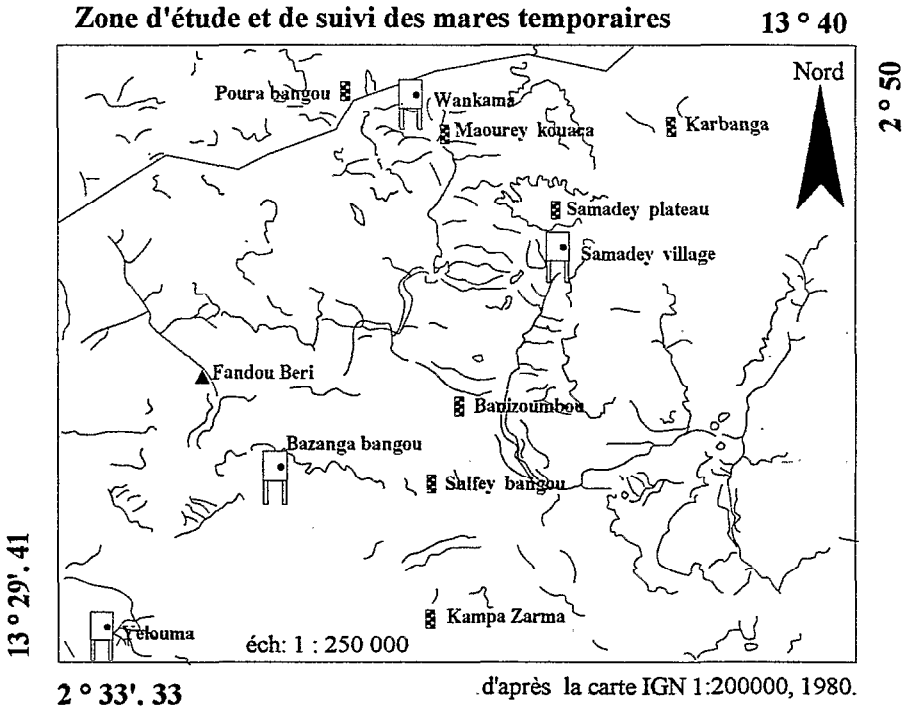 Zone d'étude et de suivi des mares temporaires
13 ° 40
Nord
2 ° 50
Poura bangou
Wankama
Maourey kouaca
Karbanga
Samadey plateau
Samadey village
Fandou Beri
Banizoumbou
Bazanga bangou
Sulfey bangou
13 ° 29'. 41
Kampa Zarma
Yelouma
éch: 1 : 250 000
2 ° 33'. 33
d'après la carte IGN 1:200000, 1980.